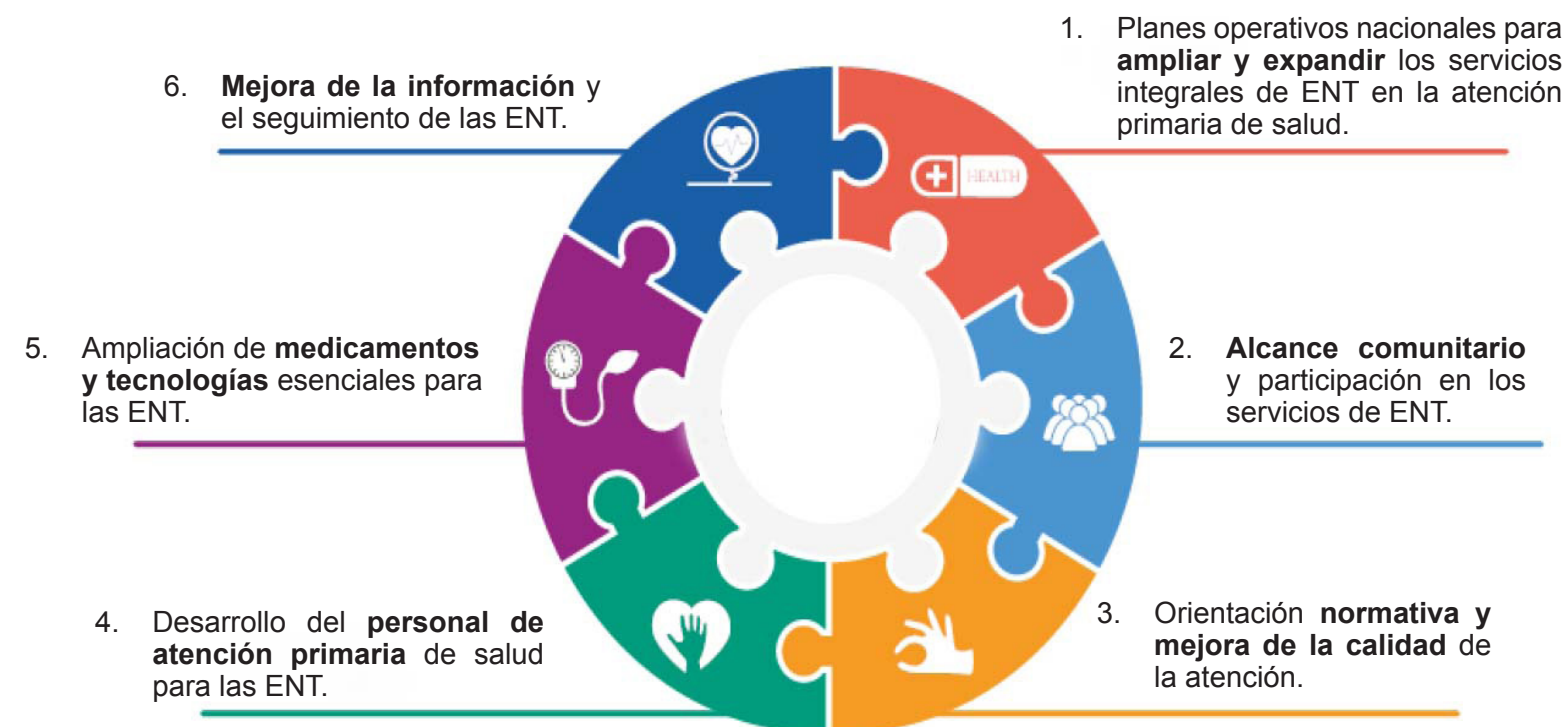 1. Planes operativos nacionales para
ampliar y expandir los servicios
integrales de ENT en la atención
primaria de salud.
HEALTH
2. Alcance comunitario
y participación en los
servicios de ENT.
3. Orientación normativa y
mejora de la calidad de
la atención.
4. Desarrollo del personal de
atención primaria de salud
para las ENT.
5. Ampliación de medicamentos
y tecnologías esenciales para
las ENT.
6. Mejora de la información y
el seguimiento de las ENT.